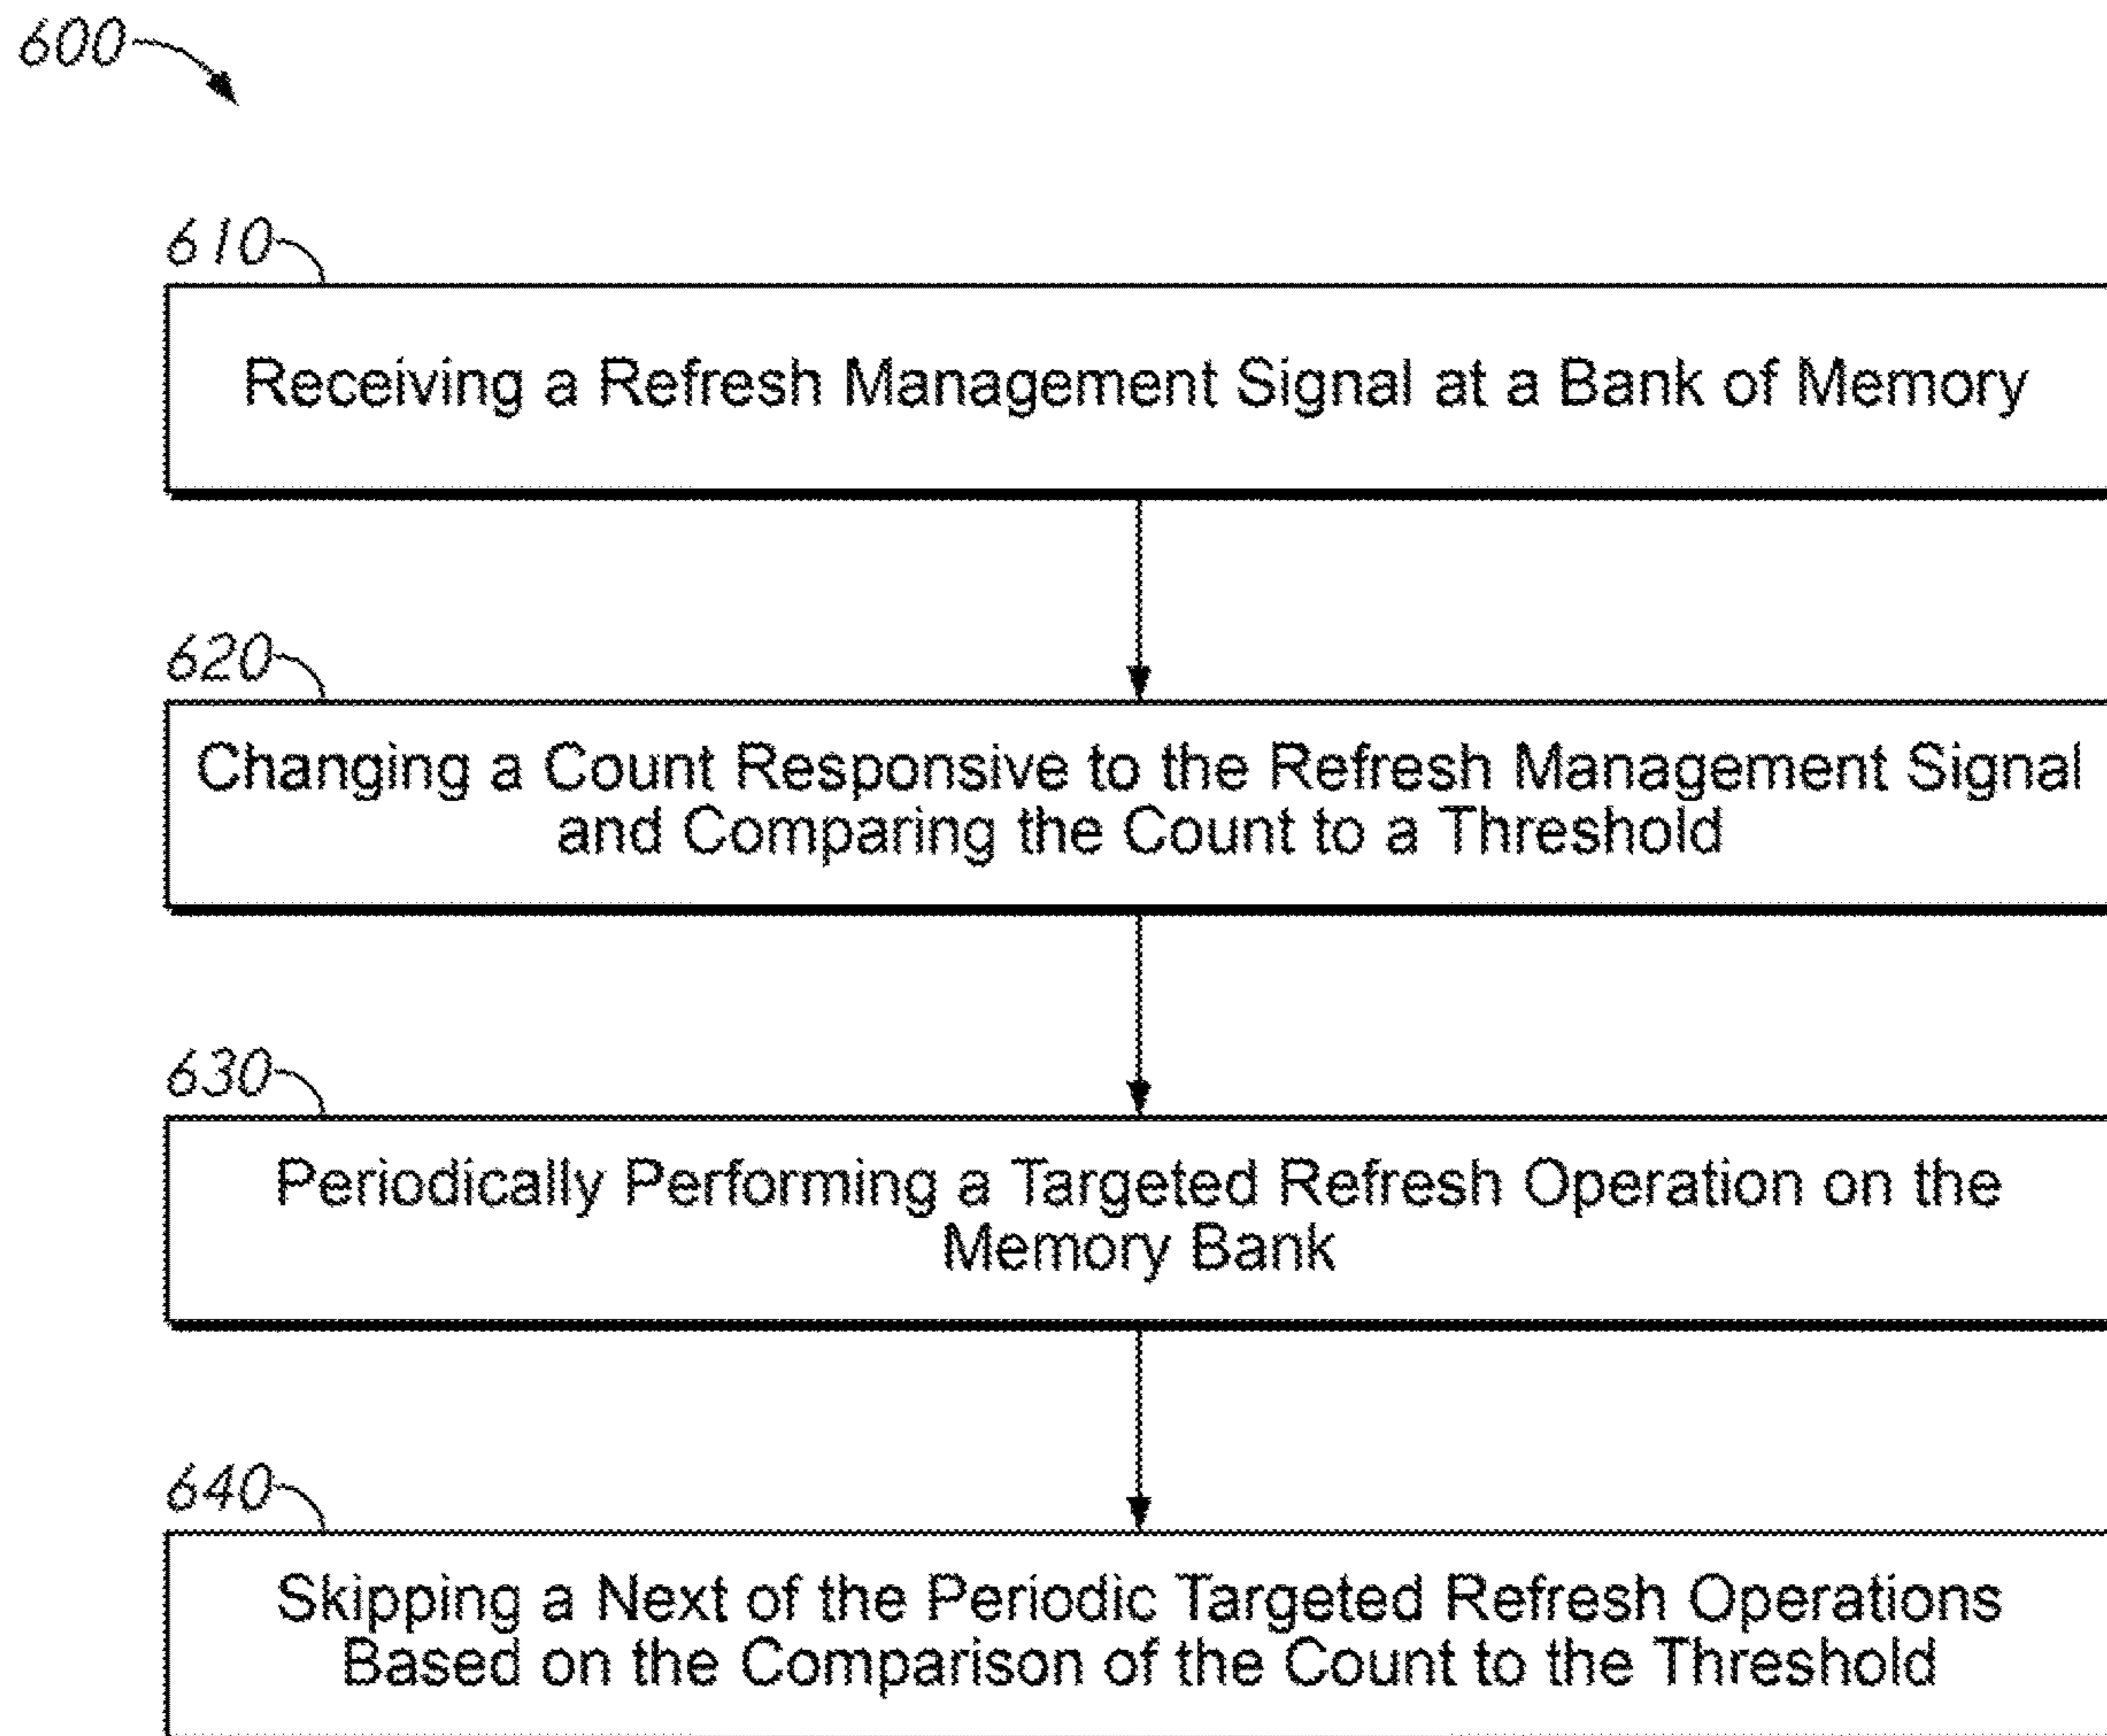 600
610
Receiving a Refresh Management Signal at a Bank of Memory
620
Changing a Count Responsive to the Refresh Management Signal
and Comparing the Count to a Threshold
630
Periodically Performing a Targeted Refresh Operation on the
Memory Bank
640
Skipping a Next of the Periodic Targeted Refresh Operations
Based on the Comparison of the Count to the Threshold